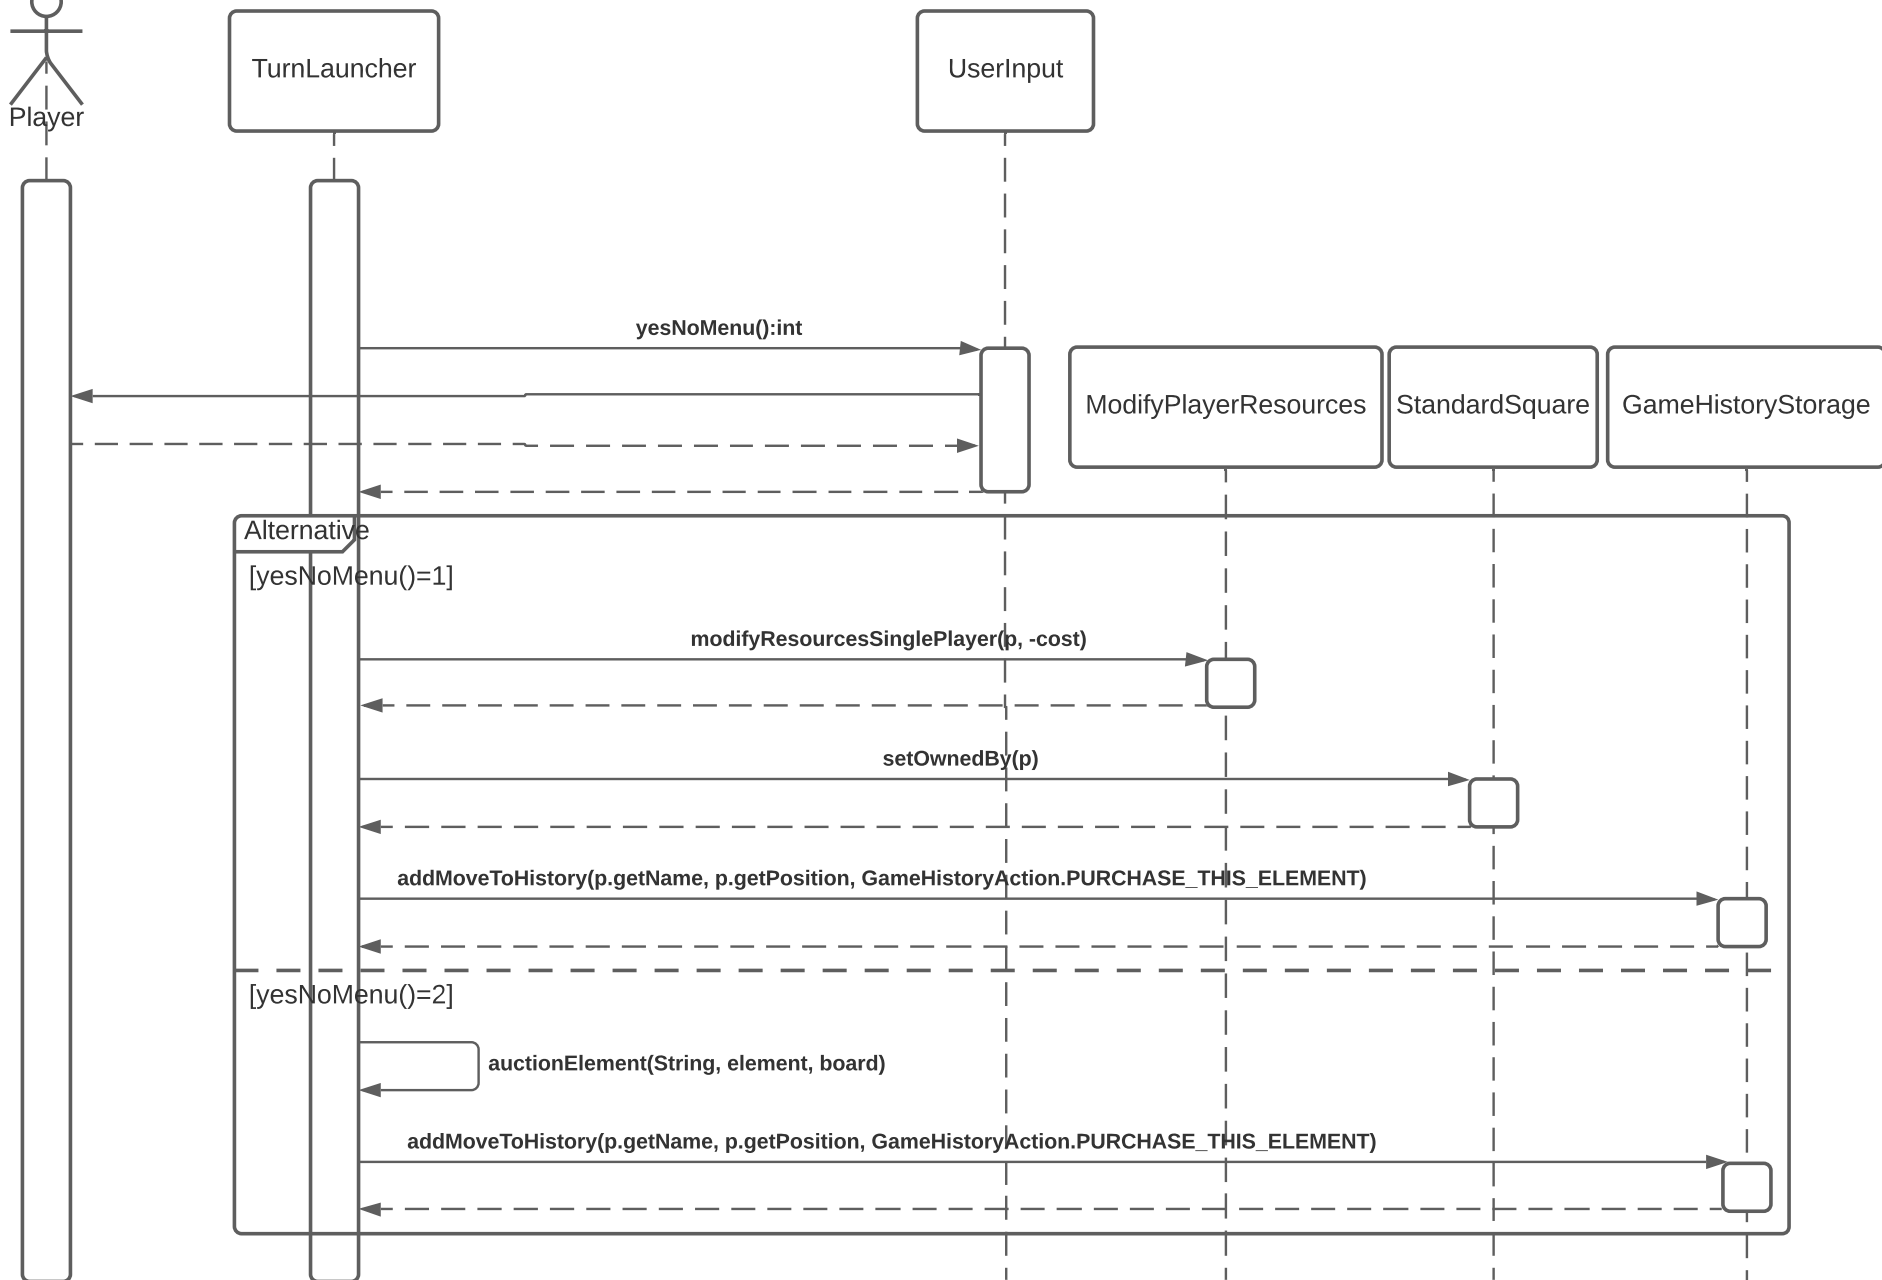 Player
TurnLauncher
UserInput
yesNoMenu():int
ModifyPlayerResources
StandardSquare
GameHistoryStorage
Alternative
[yesNoMenu()=1]
modifyResourcesSinglePlayer(p, -cost)
setOwnedBy(p)
addMoveToHistory(p.getName, p.getPosition, GameHistoryAction.PURCHASE_THIS_ELEMENT)
[yesNoMenu()=2]
auctionElement(String, element, board)
addMoveToHistory(p.getName, p.getPosition, GameHistoryAction.PURCHASE_THIS_ELEMENT)